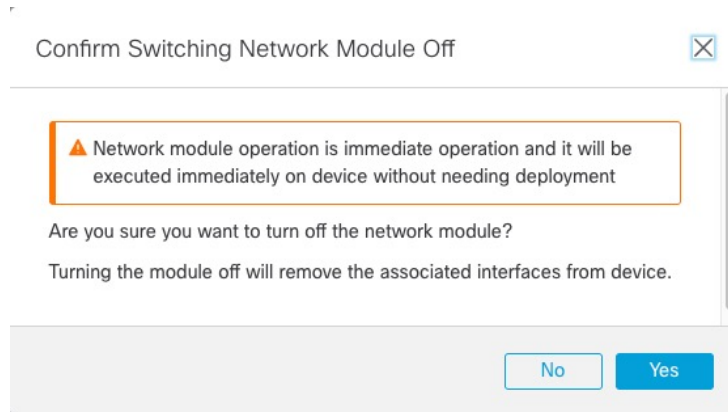 Confirm Switching Network Module Off
Network module operation is immediate operation and it will be
executed immediately on device without needing deployment
Are you sure you want to turn off the network module?
Turning the module off will remove the associated interfaces from device.
No
Yes